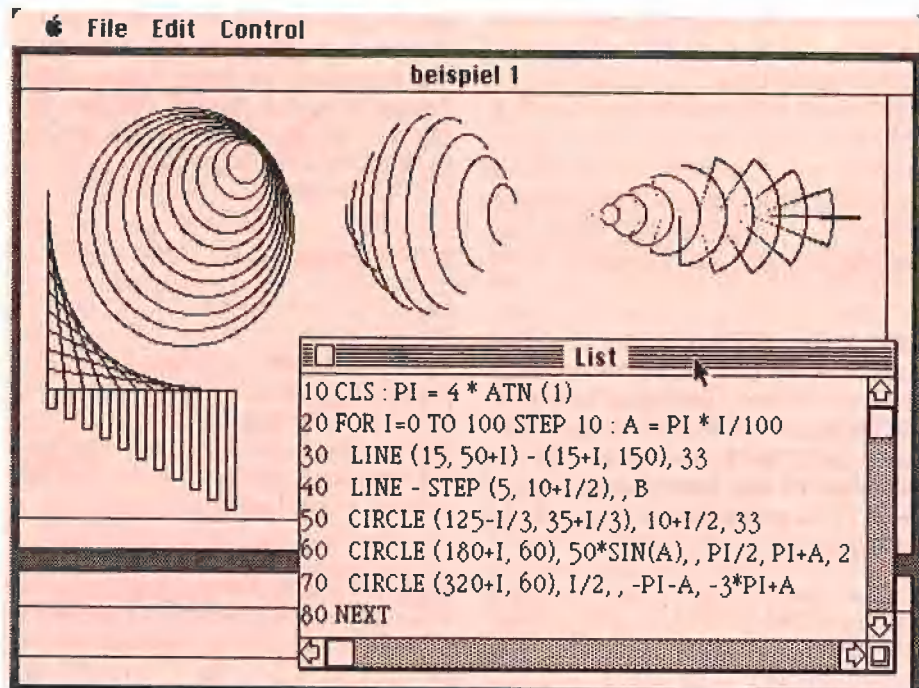 File Edit Control
beispiel 1
List
10 CLS : PI = 4 * ATN (1)
20 FOR I=0 TO 100 STEP 10 : A = PI * I/100
30 LINE (15, 50+I) - (15+I, 150), 33
40 LINE - STEP (5, 10+I/2), , B
50 CIRCLE (125-I/3, 35+I/3), 10+I/2, 33
60 CIRCLE (180+I, 60), 50*SIN(A), , PI/2, PI+A, 2
70 CIRCLE (320+I, 60), I/2, , -PI-A, -3*PI+A
80 NEXT